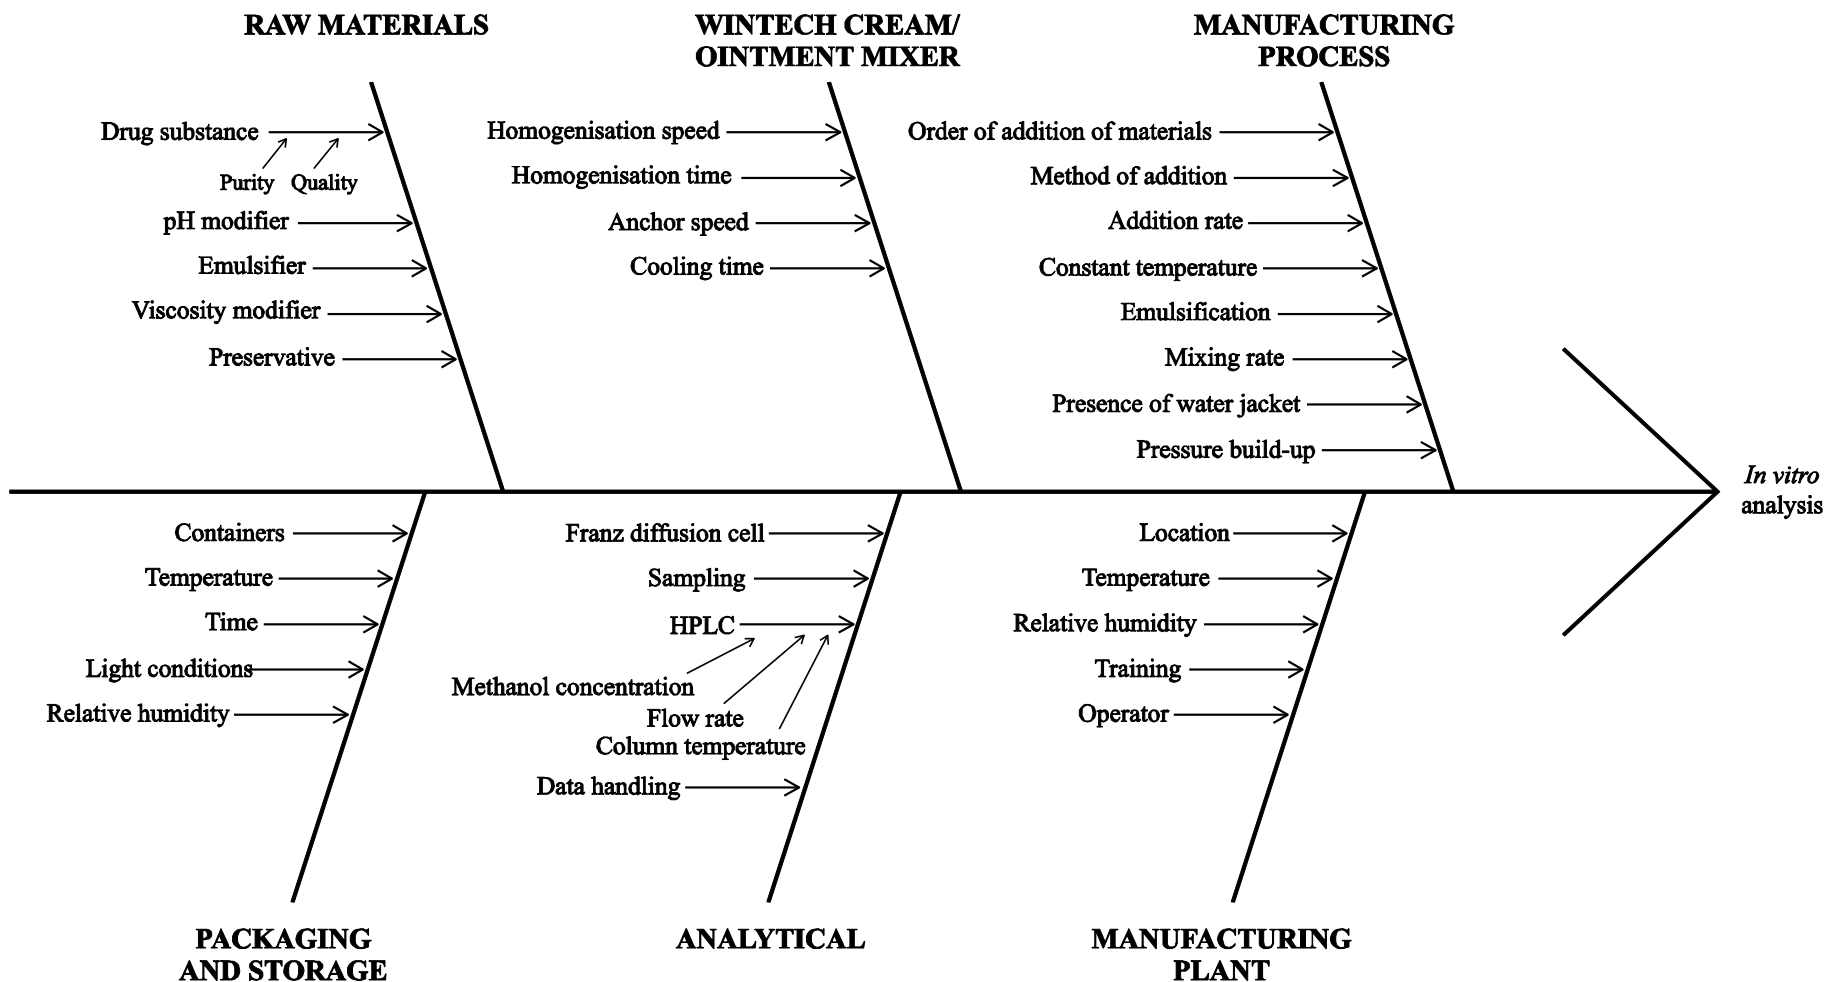 RAW MATERIALS
Drug substance
Purity
Quality
pH modifier
Emulsifier
Viscosity modifier
Preservative
WINTECH CREAM/
OINTMENT MIXER
Homogenisation speed
Homogenisation time
Anchor speed
Cooling time
MANUFACTURING
PROCESS
Order of addition of materials
Method of addition
Addition rate
Constant temperature
Emulsification
Mixing rate
Presence of water jacket
Pressure build-up
In vitro
analysis
Containers
Temperature
Time
Light conditions
Relative humidity
PACKAGING
AND STORAGE
Franz diffusion cell
Sampling
HPLC
Methanol concentration
Flow rate
Column temperature
Data handling
ANALYTICAL
Location
Temperature
Relative humidity
Training
Operator
MANUFACTURING
PLANT